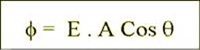 ϕ = E . A Cos θ